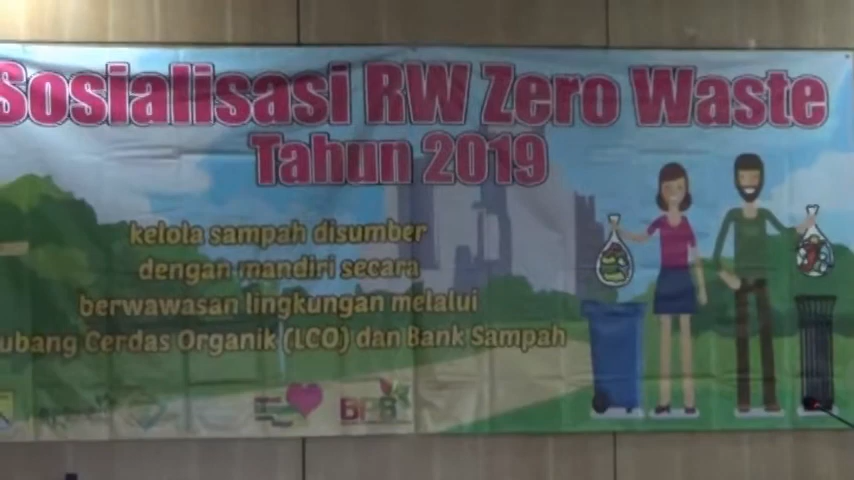 Sosialisasi RW Zero Waste
Tahun 2019
kelola sampah disumber
dengan mandiri secara
berwawasan lingkungan melalui
ubang Cerdas Organik (LCO) dan Bank Sampah